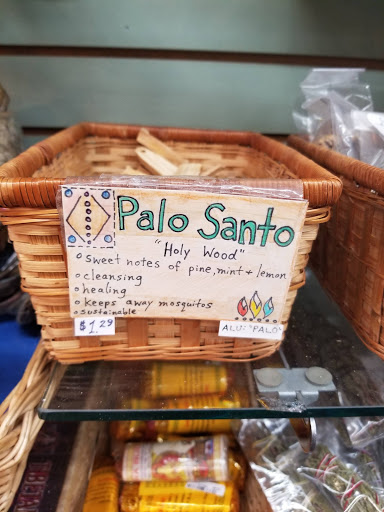 Palo Santo
"Holy Wood"
sweet notes of pine, mint + lemon
cleansing
healing
keeps away mosquitos
sustainable
$1.29
"PALO"